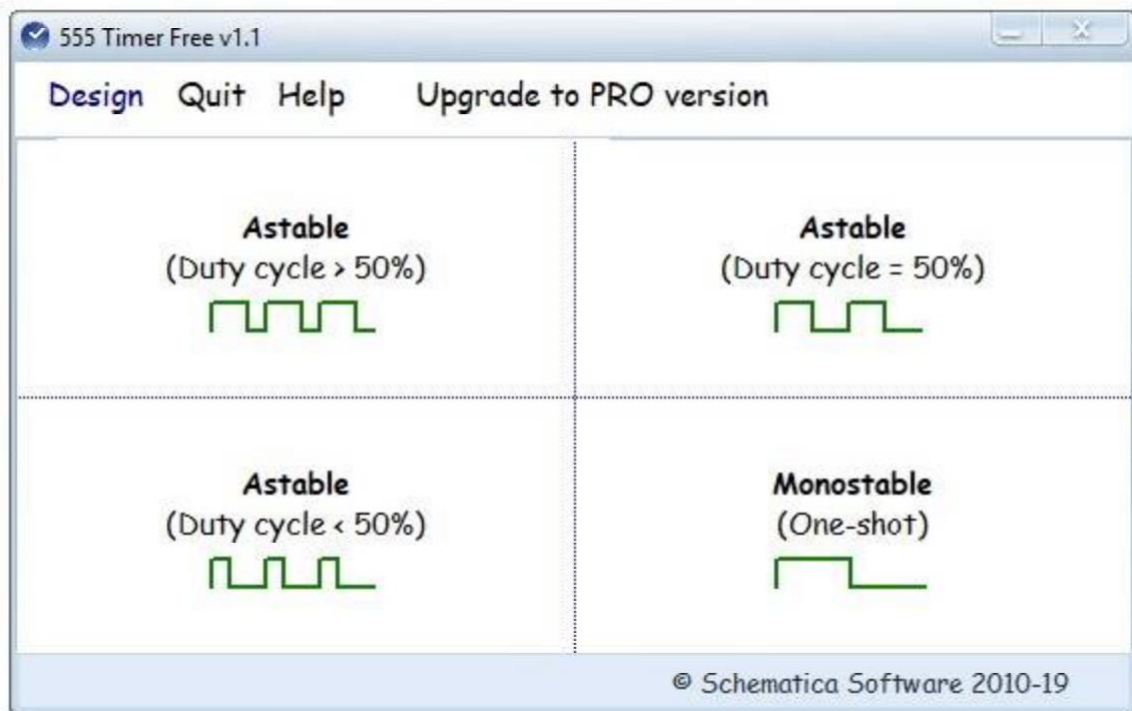 555 Timer Free v1.1
Design Quit Help Upgrade to PRO version
Astable
(Duty cycle > 50%)
Astable
(Duty cycle = 50%)
Astable
(Duty cycle < 50%)
Monostable
(One-shot)
© Schematica Software 2010-19